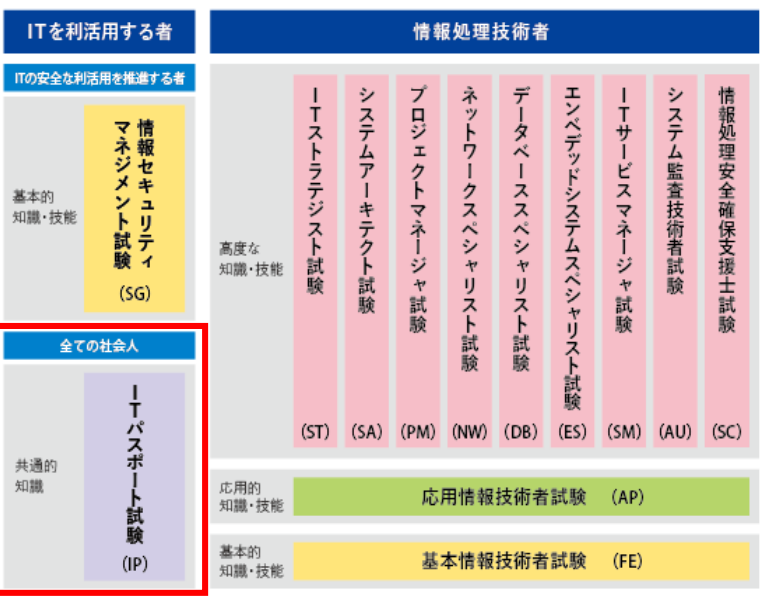 ITを利活用する者
ITの安全な利活用を推進する者
基本的
知識・技能
情報セキュリティ
マネジメント試験
(SG)
全ての社会人
共通的
知識
ITパスポート試験
(IP)
情報処理技術者
高度な
知識・技能
ITストラテジスト試験
(ST)
システムアーキテクト試験
(SA)
プロジェクトマネージャ試験
(PM)
ネットワークスペシャリスト試験
(NW)
データベーススペシャリスト試験
(DB)
エンベデッドシステムスペシャリスト試験
(ES)
ITサービスマネージャ試験
(SM)
システム監査技術者試験
(AU)
情報処理安全確保支援士試験
(SC)
応用的
知識・技能
応用情報技術者試験 (AP)
基本的
知識・技能
基本情報技術者試験 (FE)